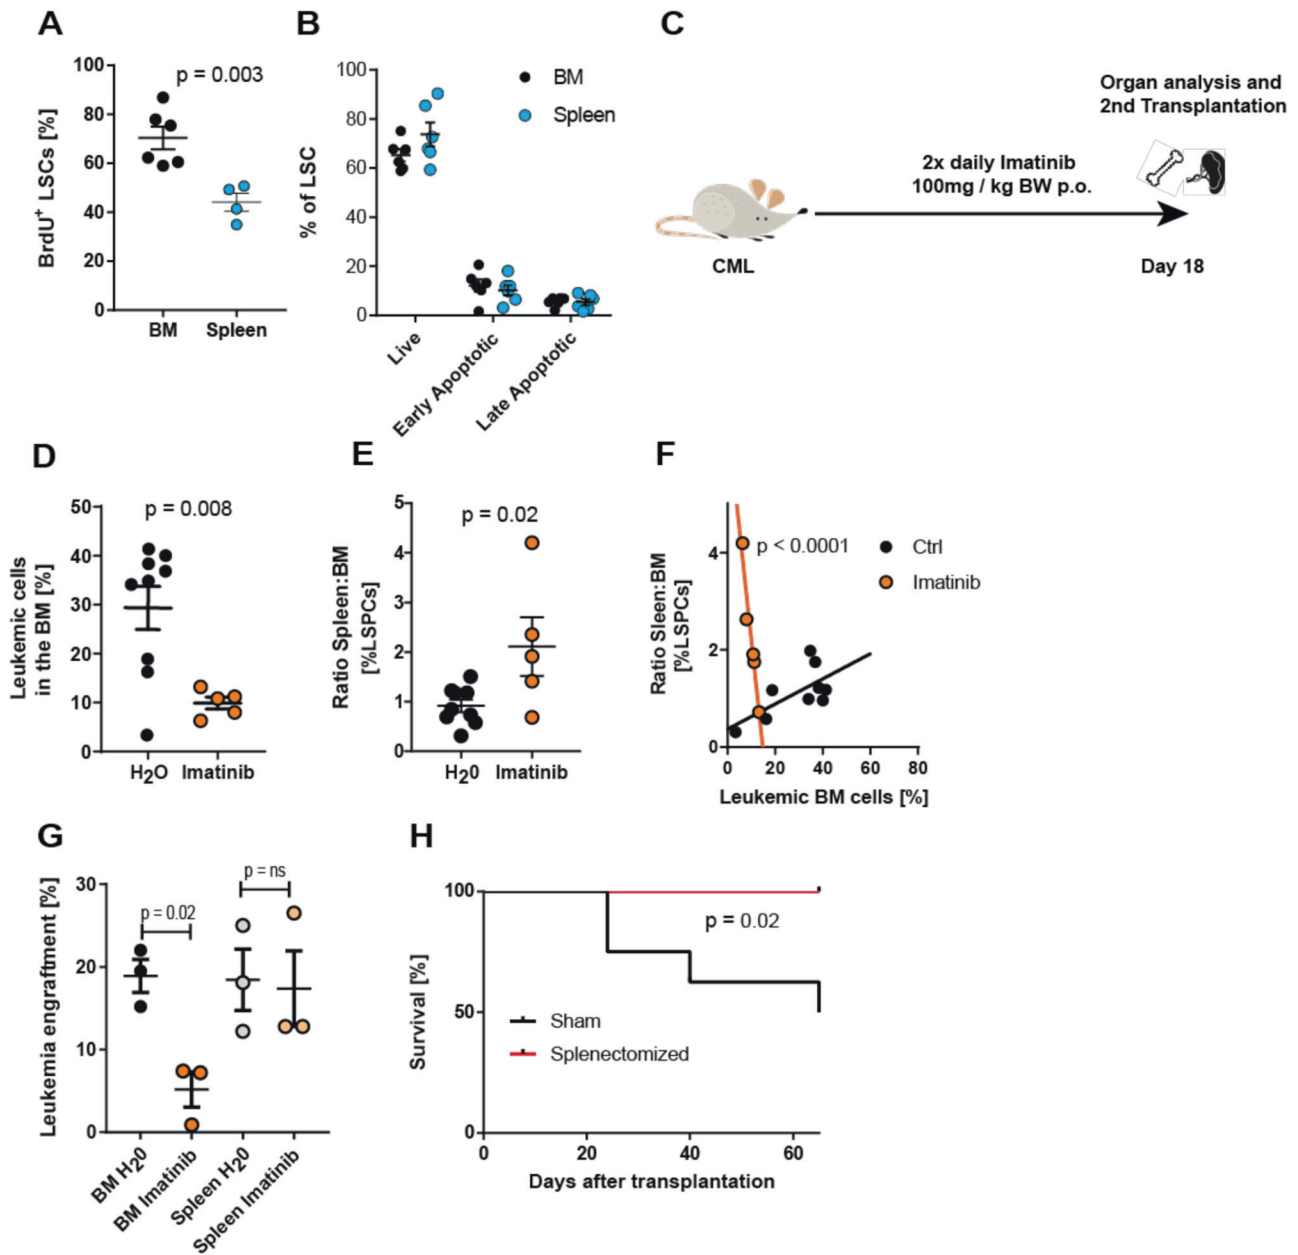 A
BrdU+ LSCs [%]
100
80
60
40
20
0
p = 0.003
BM
Spleen
B
% of LSC
100
80
60
40
20
0
BM
Spleen
Live
Early Apoptotic
Late Apoptotic
C
Organ analysis and
2nd Transplantation
2x daily Imatinib
100mg / kg BW p.o.
CML
Day 18
D
Leukemic cells
in the BM [%]
50
40
30
20
10
0
p = 0.008
H2O
Imatinib
E
Ratio Spleen:BM
[%LSPCs]
5
4
3
2
1
0
p = 0.02
H20
Imatinib
F
Ratio Sleen:BM
[%LSPCs]
4
2
0
p < 0.0001
Ctrl
Imatinib
0
20
40
60
80
Leukemic BM cells [%]
G
Leukemia engraftment [%]
30
20
10
0
p = 0.02
p = ns
BM H20
BM Imatinib
Spleen H20
Spleen Imatinib
H
Survival [%]
100
50
0
p = 0.02
Sham
Splenectomized
0
20
40
60
Days after transplantation